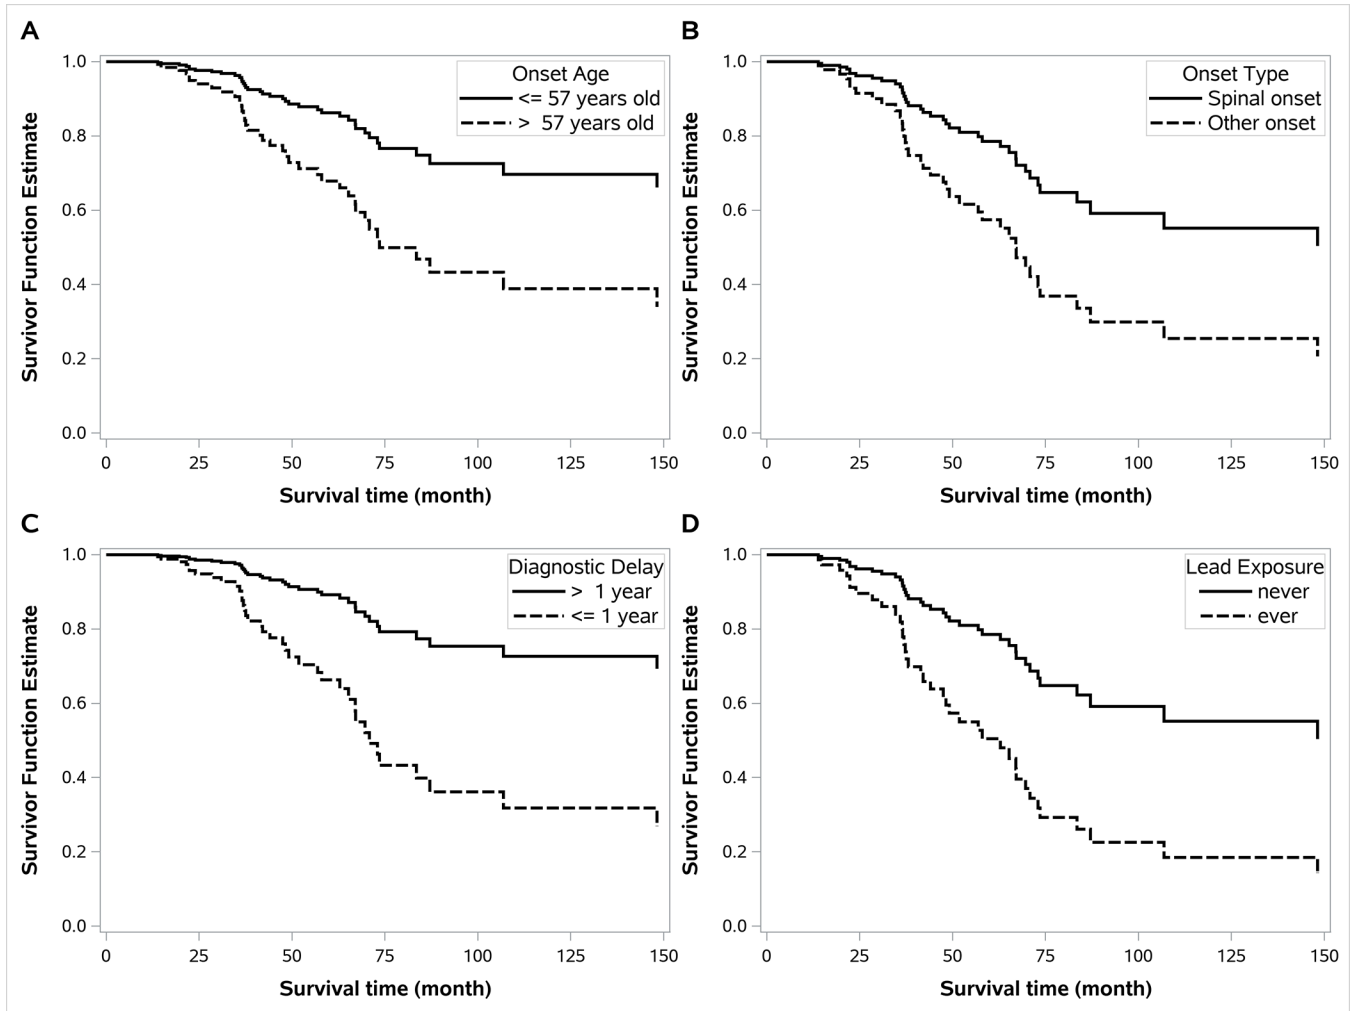 A
Survivor Function Estimate
1.0
0.8
0.6
0.4
0.2
0.0
Onset Age
<= 57 years old
> 57 years old
0 25 50 75 100 125 150
Survival time (month)
B
Survivor Function Estimate
1.0
0.8
0.6
0.4
0.2
0.0
Onset Type
Spinal onset
Other onset
0 25 50 75 100 125 150
Survival time (month)
C
Survivor Function Estimate
1.0
0.8
0.6
0.4
0.2
0.0
Diagnostic Delay
> 1 year
<= 1 year
0 25 50 75 100 125 150
Survival time (month)
D
Survivor Function Estimate
1.0
0.8
0.6
0.4
0.2
0.0
Lead Exposure
never
ever
0 25 50 75 100 125 150
Survival time (month)